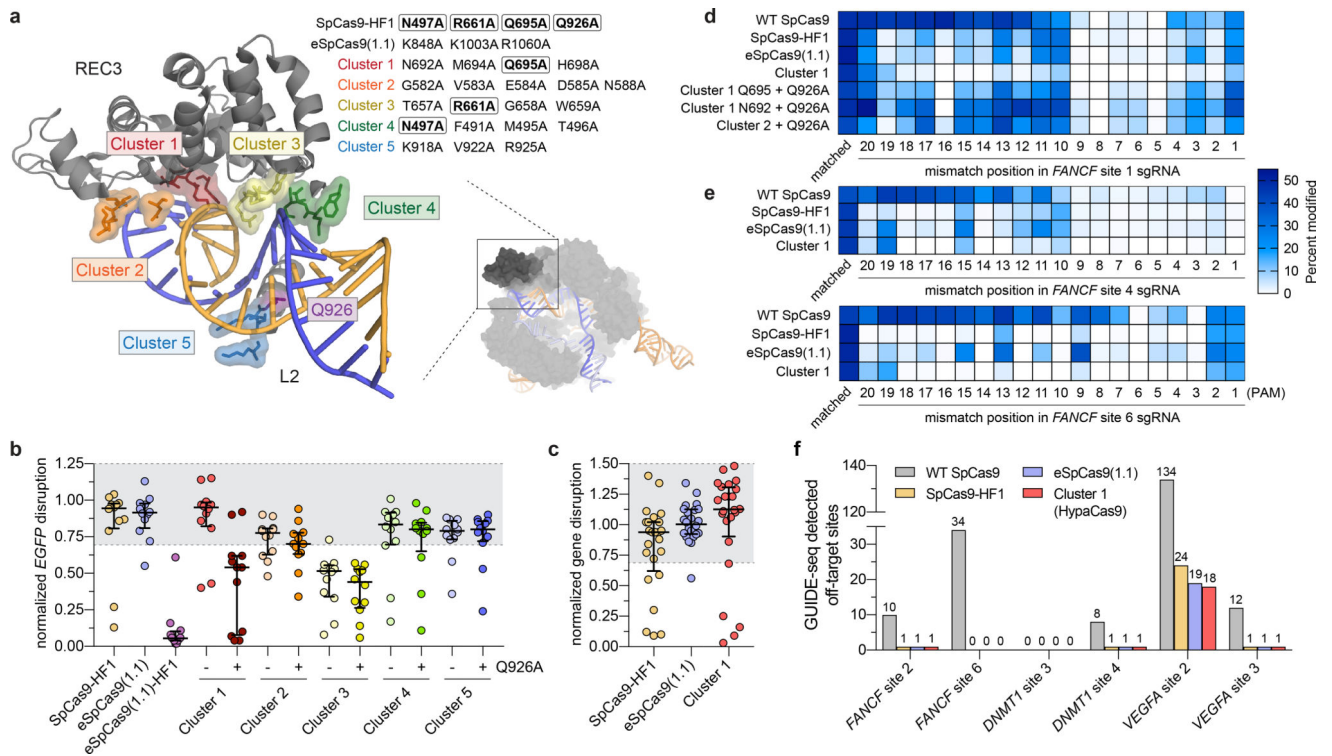 a
SpCas9-HF1 N497A R661A Q695A Q926A
eSpCas9(1.1) K848A K1003A R1060A
Cluster 1 N692A M694A Q695A H698A
Cluster 2 G582A V583A E584A D585A N588A
Cluster 3 T657A R661A G658A W659A
Cluster 4 N497A F491A M495A T496A
Cluster 5 K918A V922A R925A
REC3
Cluster 1
Cluster 3
Cluster 4
Cluster 2
Q926
Cluster 5
L2
b
normalized EGFP disruption
1.25
1.00
0.75
0.50
0.25
0.00
- + - + - + - + - + Q926A
SpCas9-HF1
eSpCas9(1.1)
eSpCas9(1.1)-HF1
Cluster 1
Cluster 2
Cluster 3
Cluster 4
Cluster 5
c
normalized gene disruption
1.50
1.25
1.00
0.75
0.50
0.25
0.00
SpCas9-HF1
eSpCas9(1.1)
Cluster 1
d
WT SpCas9
SpCas9-HF1
eSpCas9(1.1)
Cluster 1
Cluster 1 Q695 + Q926A
Cluster 1 N692 + Q926A
Cluster 2 + Q926A
matched 20 19 18 17 16 15 14 13 12 11 10 9 8 7 6 5 4 3 2 1
mismatch position in FANCF site 1 sgRNA
e
WT SpCas9
SpCas9-HF1
eSpCas9(1.1)
Cluster 1
matched 20 19 18 17 16 15 14 13 12 11 10 9 8 7 6 5 4 3 2 1
mismatch position in FANCF site 4 sgRNA
50
40
30
20
10
0
Percent modified
WT SpCas9
SpCas9-HF1
eSpCas9(1.1)
Cluster 1
matched 20 19 18 17 16 15 14 13 12 11 10 9 8 7 6 5 4 3 2 1 (PAM)
mismatch position in FANCF site 6 sgRNA
f
GUIDE-seq detected
off-target sites
140
130
120
40
30
20
10
0
WT SpCas9
SpCas9-HF1
eSpCas9(1.1)
Cluster 1
(HypaCas9)
10 1 1 1
34 0 0 0
0 0 0 0
8 1 1 1
134 24 19 18
12 1 1 1
FANCF site 2
FANCF site 6
DNMT1 site 3
DNMT1 site 4
VEGFA site 2
VEGFA site 3